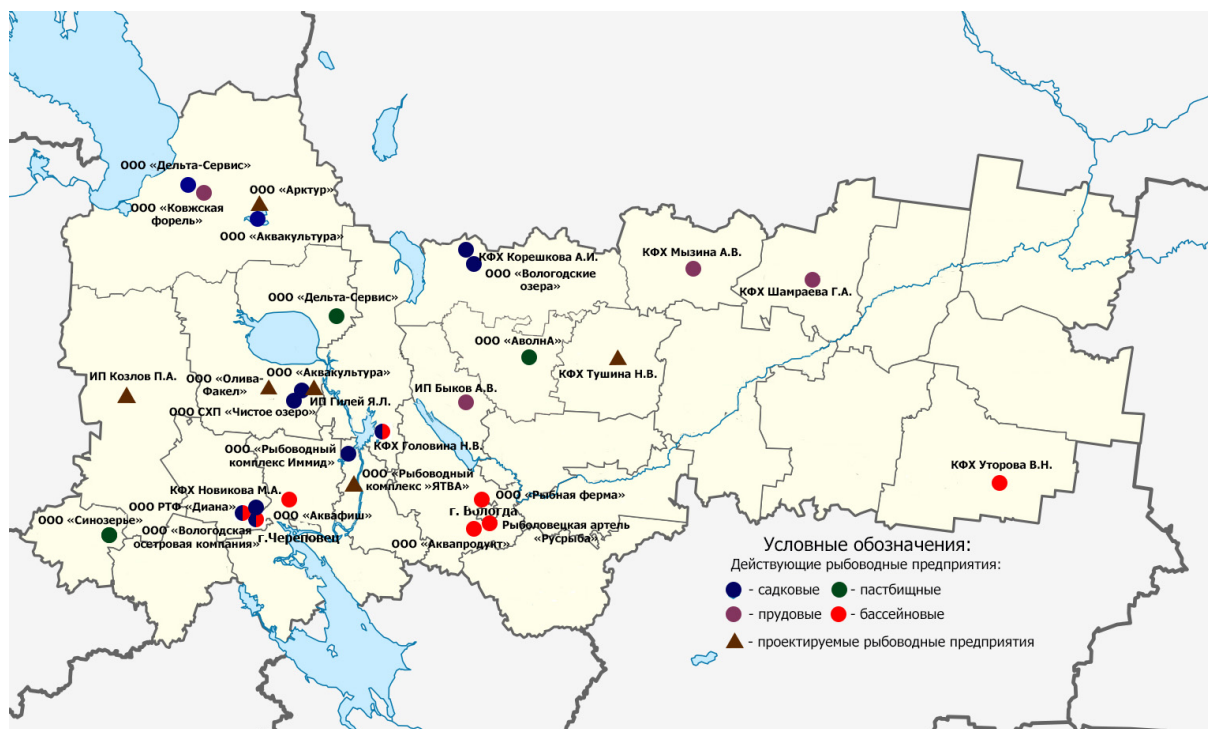 ООО «Дельта-Сервис»
ООО «Арктур»
ООО «Ковжская
форель»
ООО «Аквакультура»
КФХ Корешкова А.И.
ООО «Вологодские
озера»
КФХ Мызина А.В.
КФХ Шамраева Г.А.
ООО «Дельта-Сервис»
ООО «АволнА»
КФХ Тушина Н.В.
ИП Козлов П.А.
ООО «Олива-
Факел»
ООО «Аквакультура»
ИП Гилей Я.Л.
ООО СХП «Чистое озеро»
ИП Быков А.В.
КФХ Головина Н.В.
ООО «Рыбоводный
комплекс Иммид»
ООО «Рыбоводный
комплекс »ЯТВА»
КФХ Уторова В.Н.
КФХ Новикова М.А.
ООО РТФ «Диана»
ООО «Аквафиш»
ООО «Синозерье»
ООО «Вологодская
осетровая компания»
г.Череповец
ООО «Рыбная ферма»
г. Вологда
Рыболовецкая артель
«Русрыба»
ООО «Аквапродукт»
Условные обозначения:
Действующие рыбоводные предприятия:
- садковые
- пастбищные
- прудовые
- бассейновые
- проектируемые рыбоводные предприятия